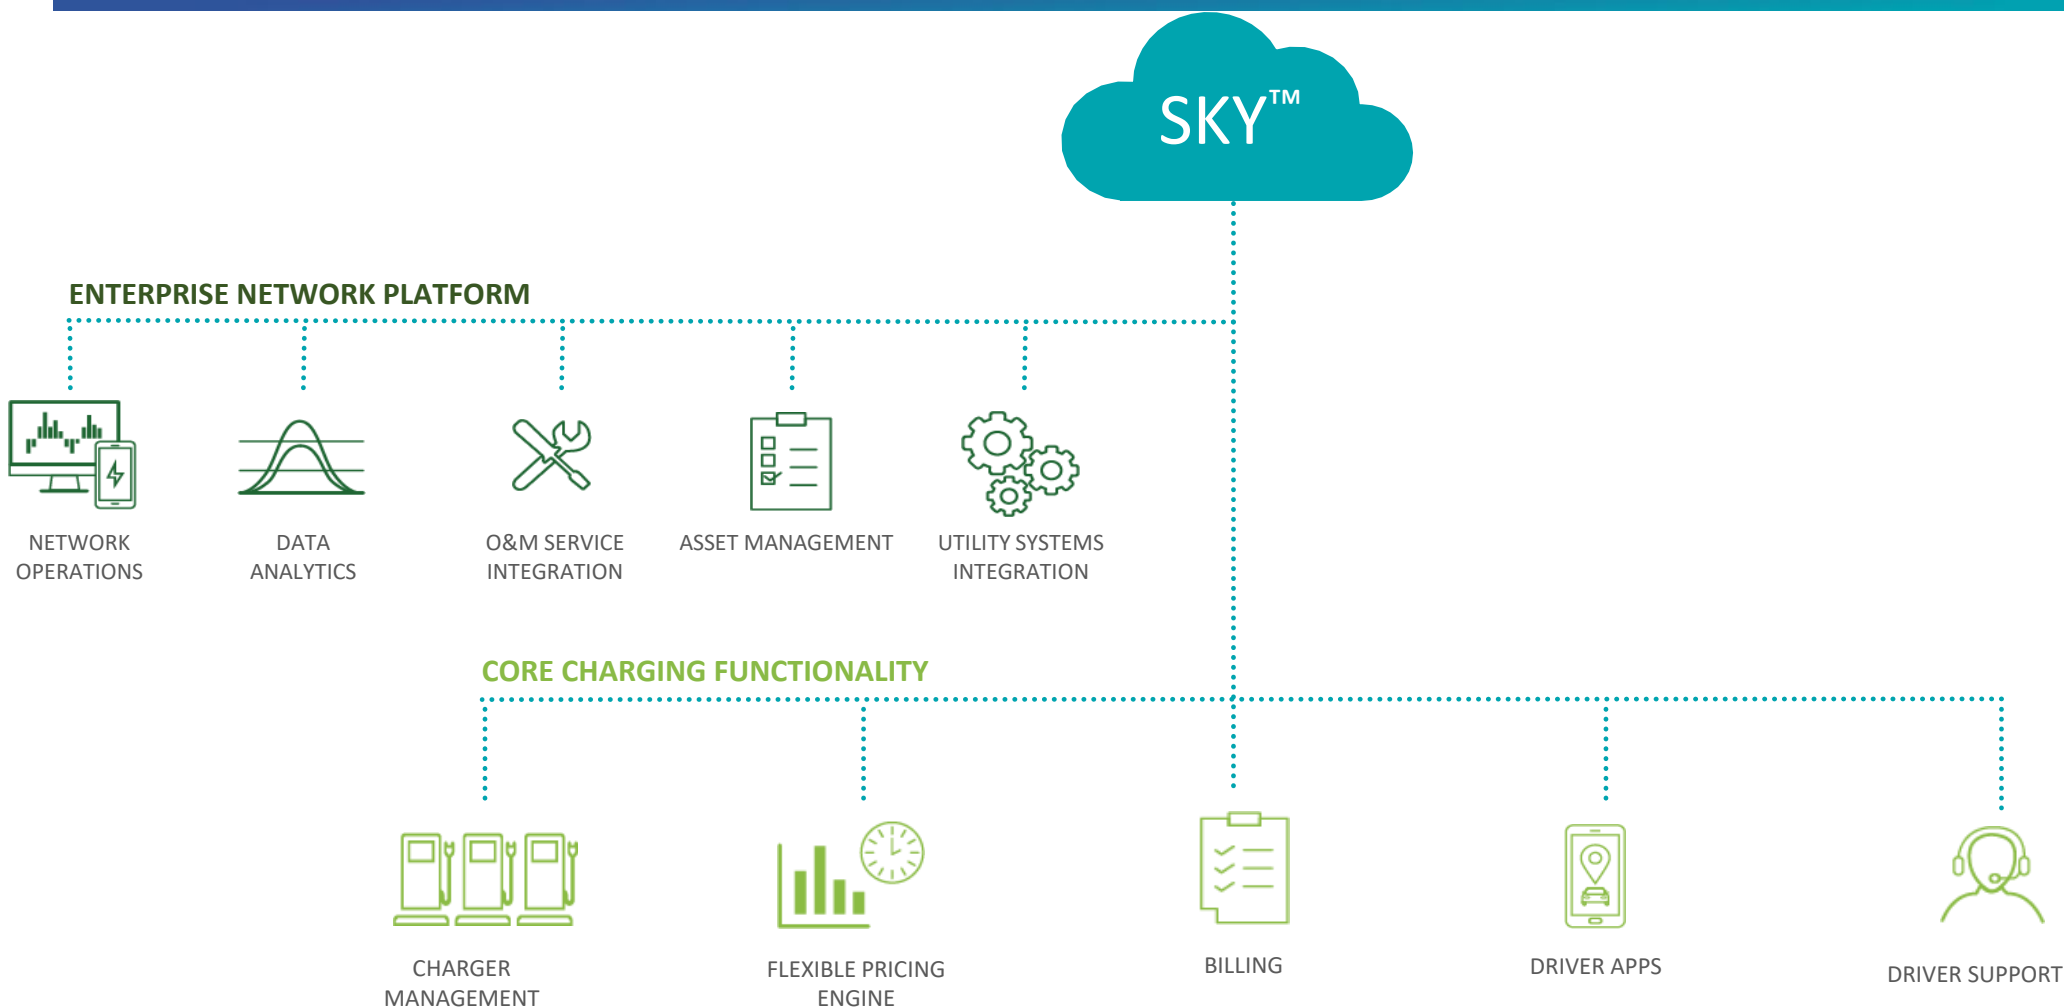 SKY™
ENTERPRISE NETWORK PLATFORM
NETWORK
OPERATIONS
DATA
ANALYTICS
O&M SERVICE
INTEGRATION
ASSET MANAGEMENT
UTILITY SYSTEMS
INTEGRATION
CORE CHARGING FUNCTIONALITY
CHARGER
MANAGEMENT
FLEXIBLE PRICING
ENGINE
BILLING
DRIVER APPS
DRIVER SUPPORT